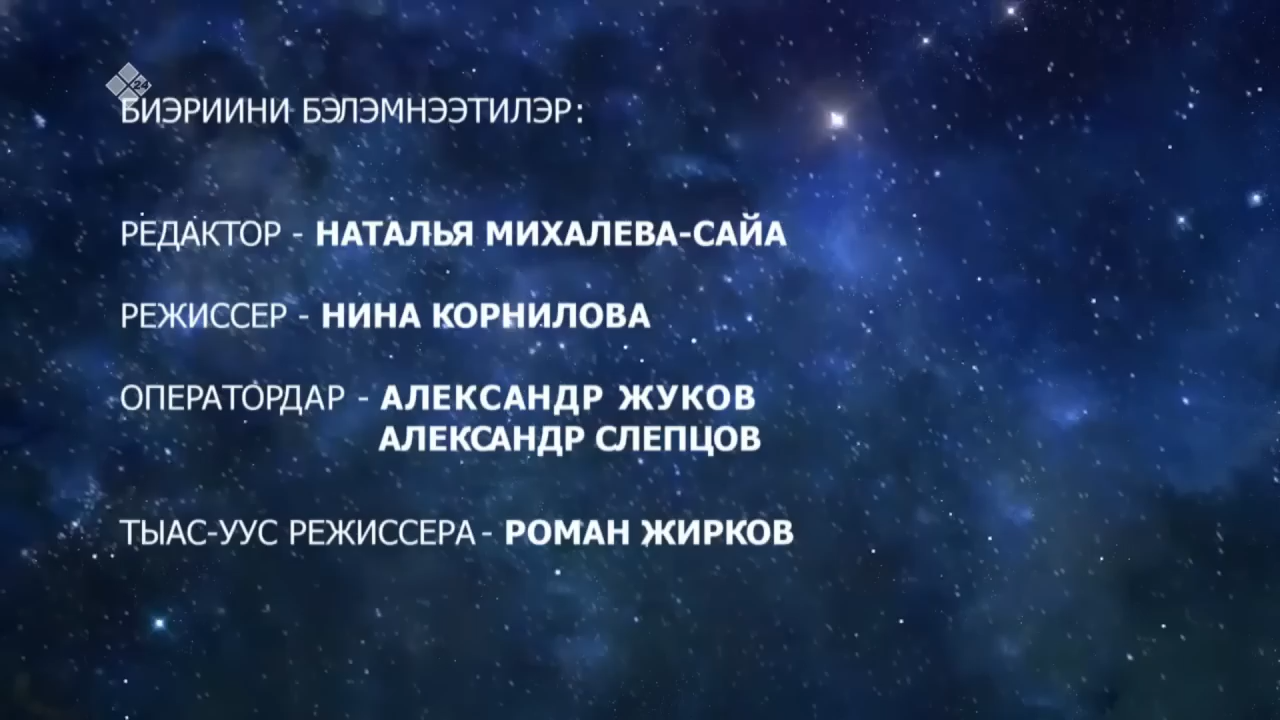 X24
БИЭРИИНИ БЭЛЭМНЭЭТИЛЭР:
РЕДАКТОР - НАТАЛЬЯ МИХАЛЕВА-САЙА
РЕЖИССЕР - НИНА КОРНИЛОВА
ОПЕРАТОРДАР - АЛЕКСАНДР ЖУКОВ
АЛЕКСАНДР СЛЕПЦОВ
ТЫАС-УУС РЕЖИССЕРА - РОМАН ЖИРКОВ